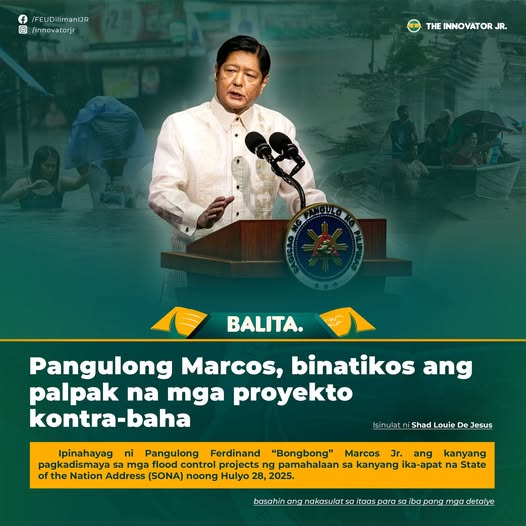 /FEUDilimanJR
/innovatorjr
THE INNOVATOR JR.
BALITA.
Pangulong Marcos, binatikos ang
palpak na mga proyekto
kontra-baha
Isinulat ni Shad Louie De Jesus
Ipinahayag ni Pangulong Ferdinand “Bongbong” Marcos Jr. ang kanyang
pagkadismaya sa mga flood control projects ng pamahalaan sa kanyang ika-apat na State
of the Nation Address (SONA) noong Hulyo 28, 2025.
basahin ang nakasulat sa itaas para sa iba pang mga detalye